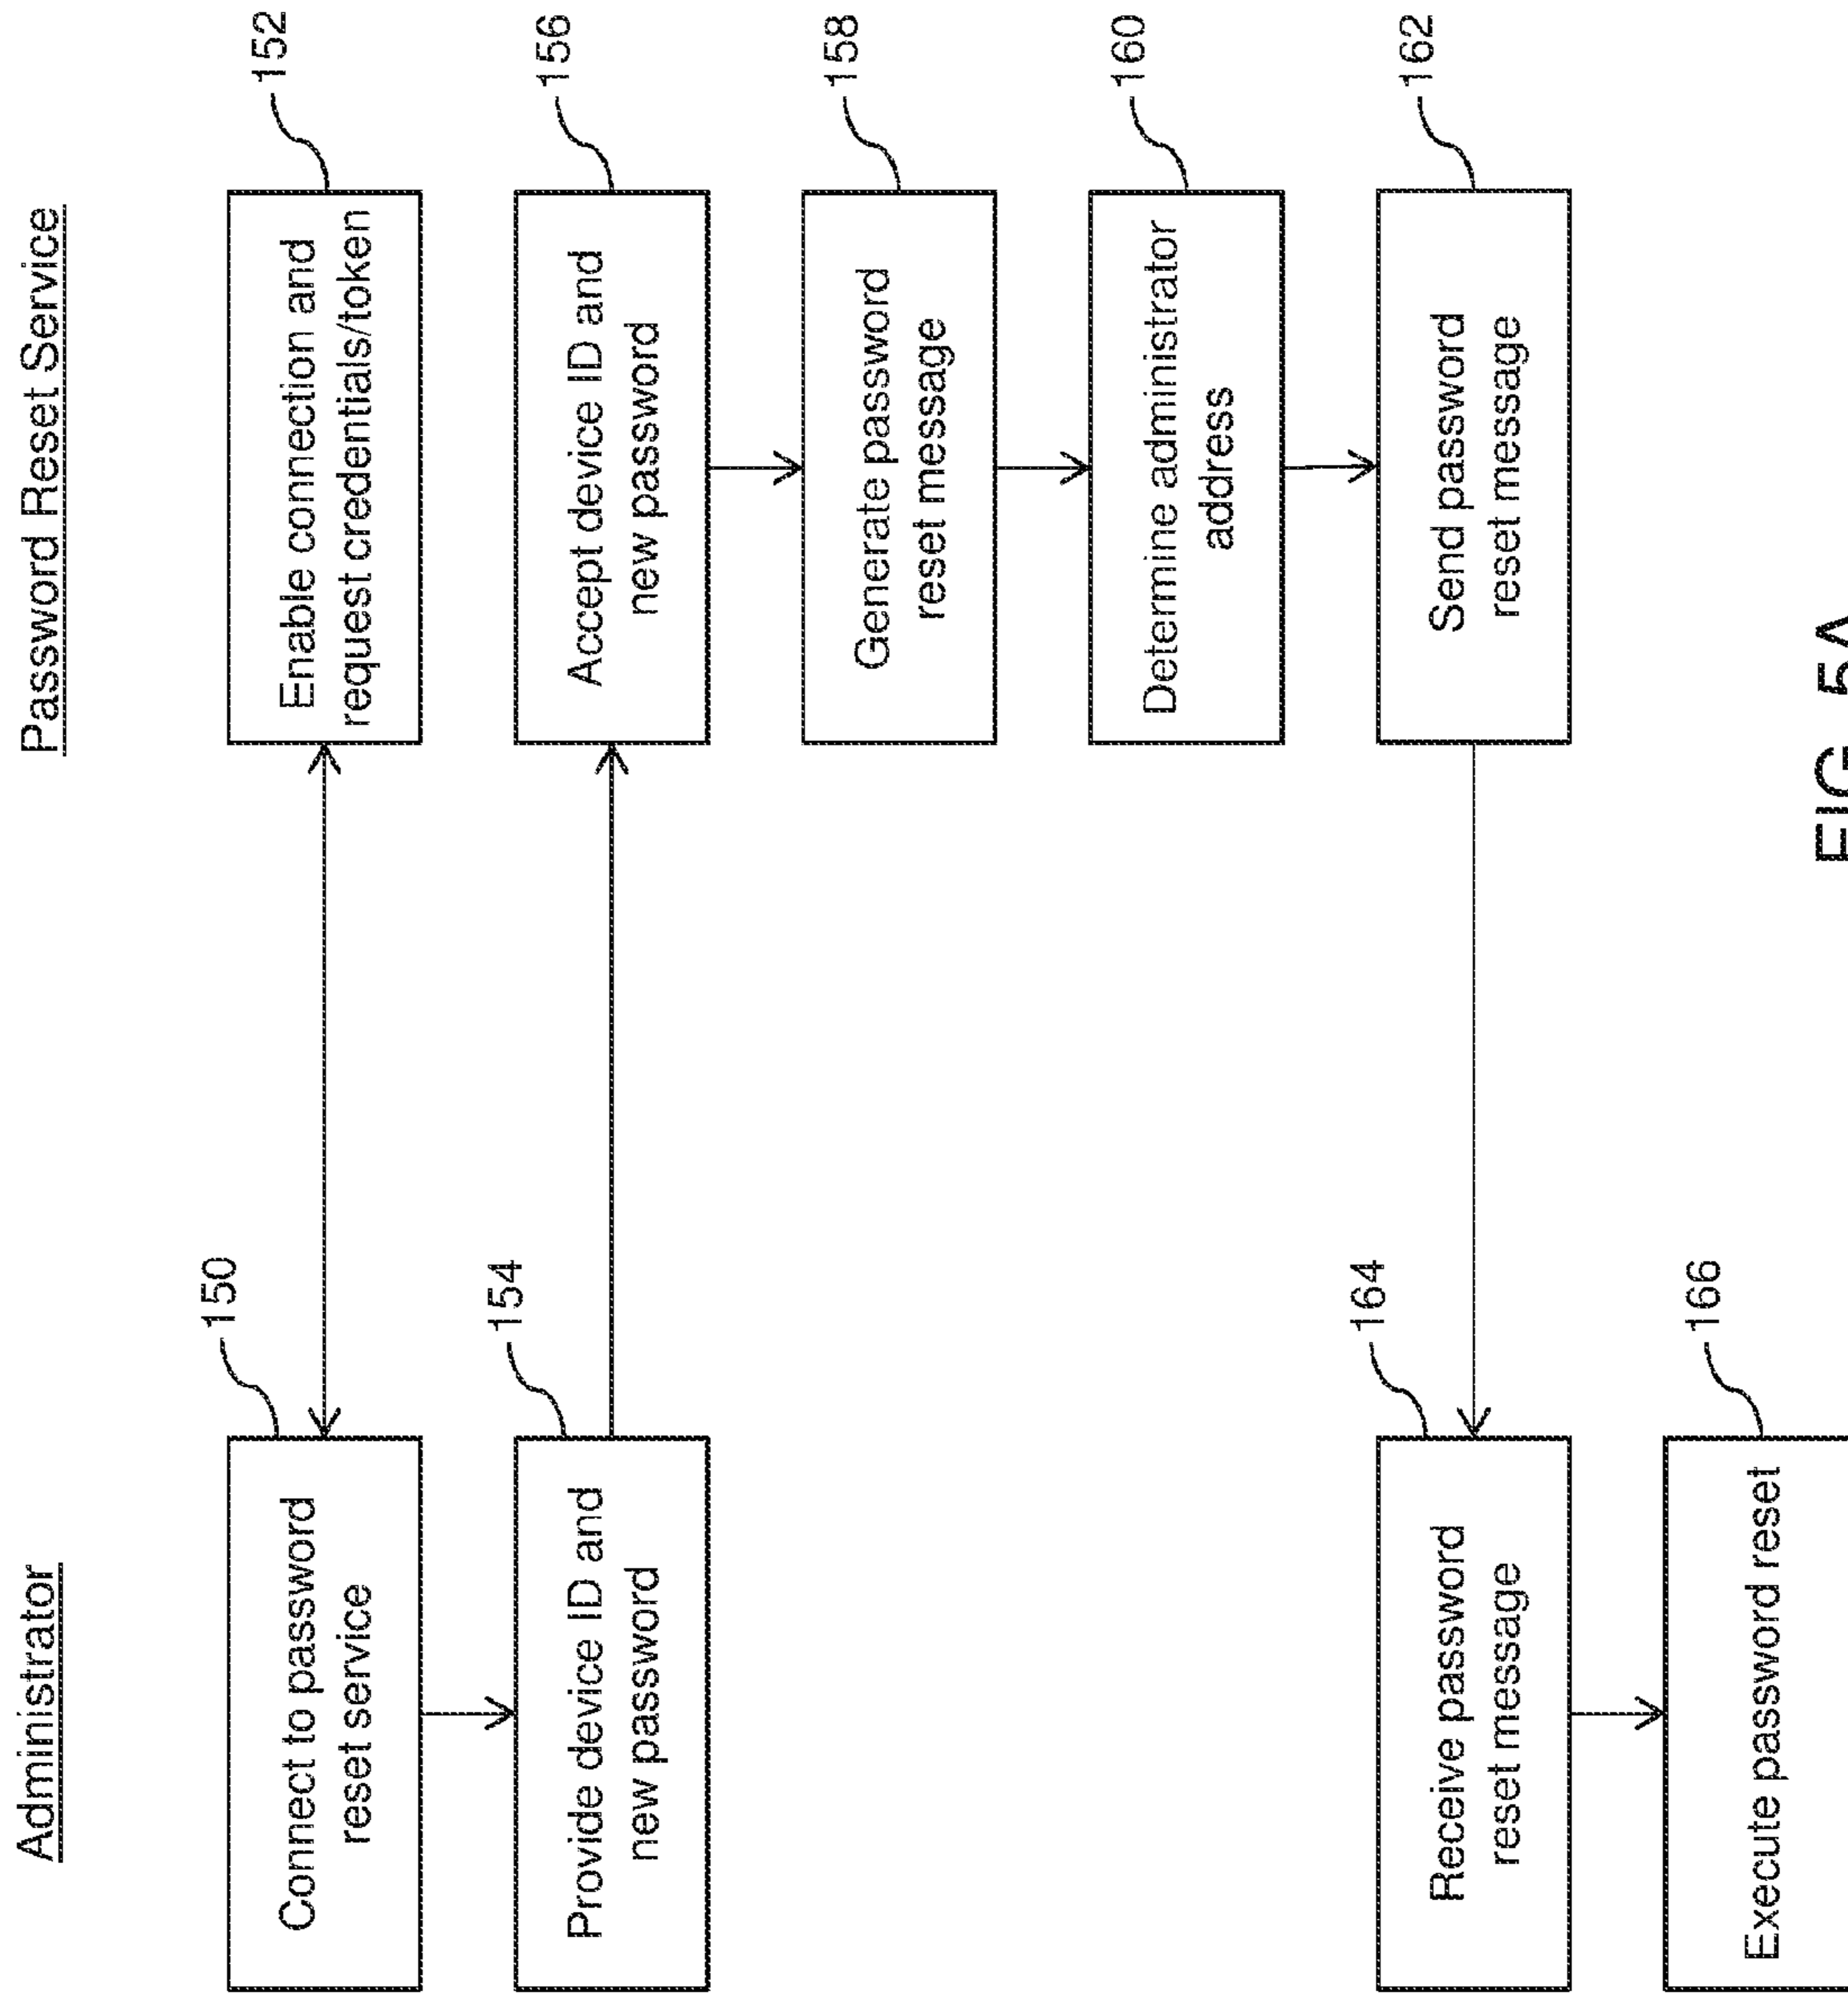 Administrator
Password Reset Service
150
Connect to password
reset service
152
Enable connection and
request credentials/token
154
Provide device ID and
new password
156
Accept device ID and
new password
158
Generate password
reset message
160
Determine administrator
address
162
Send password
reset message
164
Receive password
reset message
166
Execute password reset
FIG. 5A